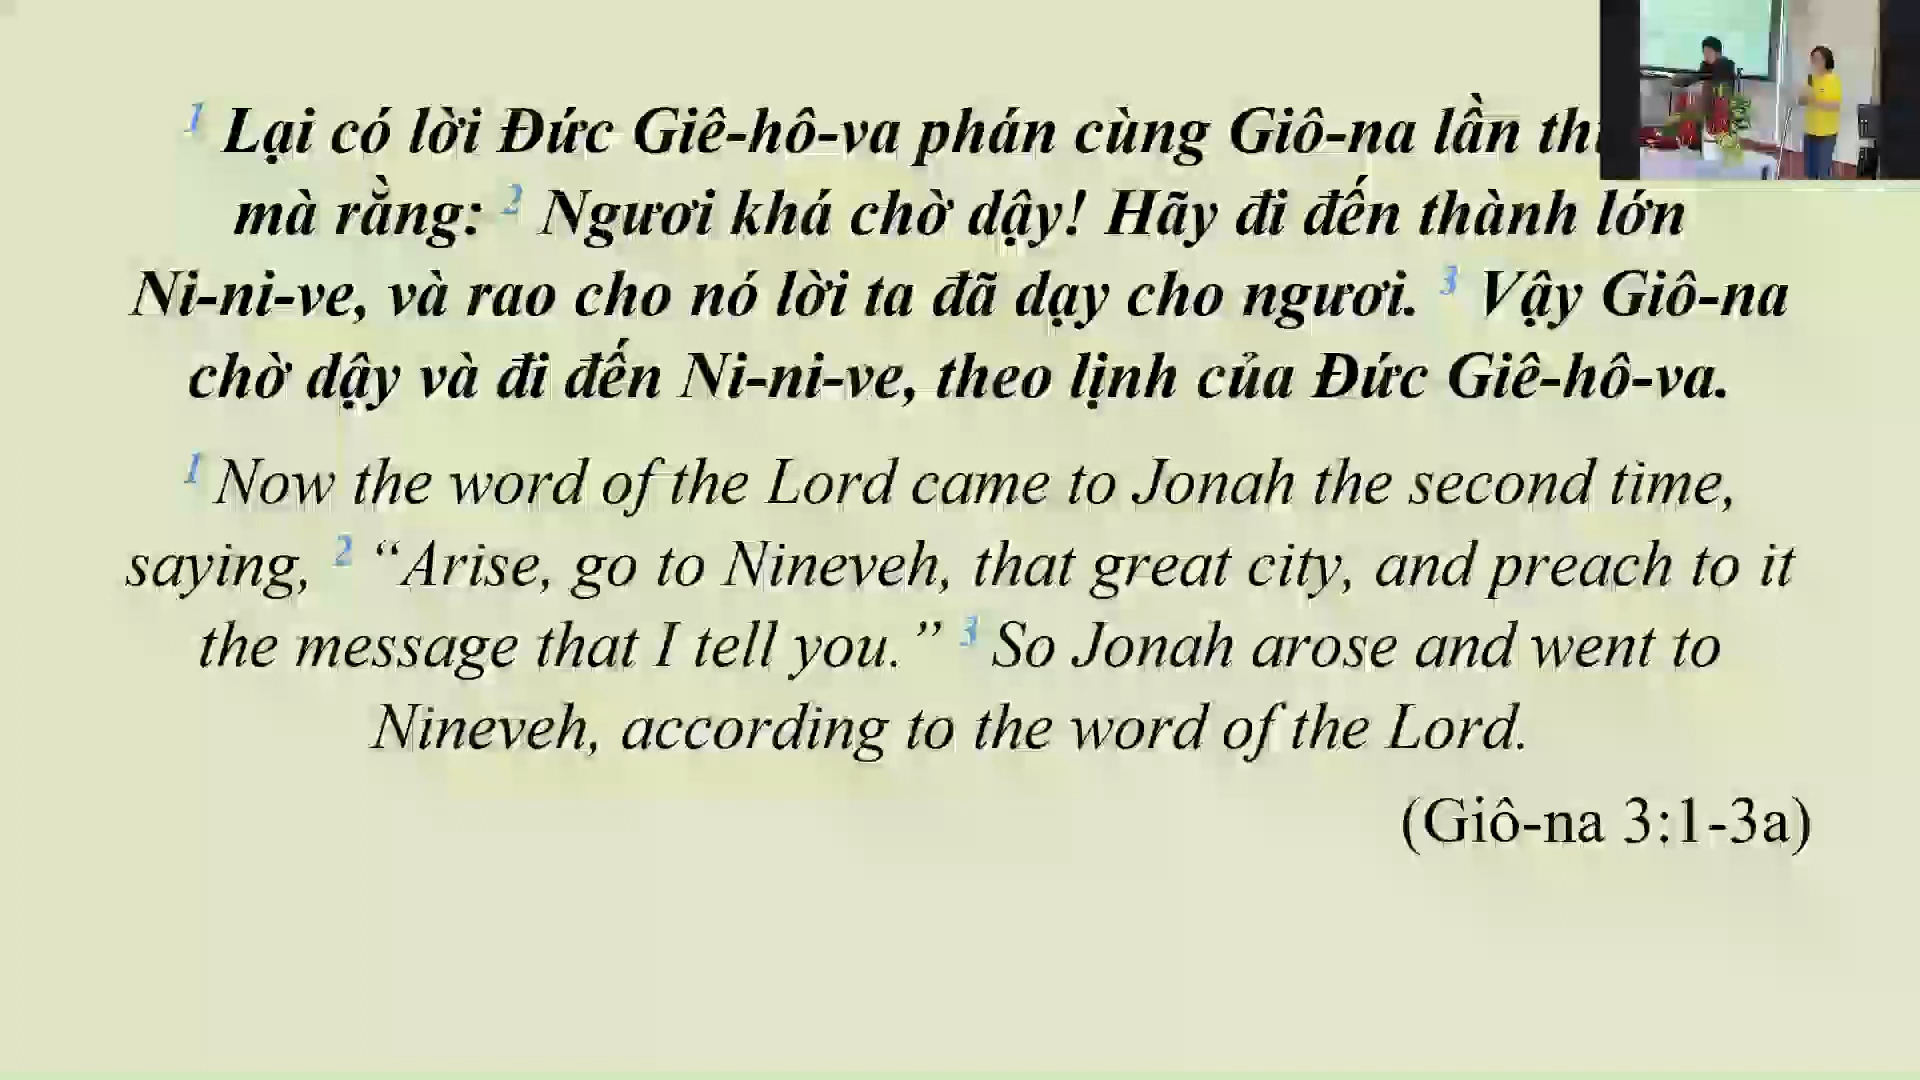 1 Lại có lời Đức Giê-hô-va phán cùng Giô-na lần
mà rằng: 2 Ngươi khá chờ dậy! Hãy đi đến thành lớn
Ni-ni-ve, và rao cho nó lời ta đã dạy cho ngươi. 3 Vậy Giô-na
chờ dậy và đi đến Ni-ni-ve, theo lịnh của Đức Giê-hô-va.
1 Now the word of the Lord came to Jonah the second time,
saying, 2 “Arise, go to Nineveh, that great city, and preach to it
the message that I tell you.” 3 So Jonah arose and went to
Nineveh, according to the word of the Lord.
(Giô-na 3:1-3a)